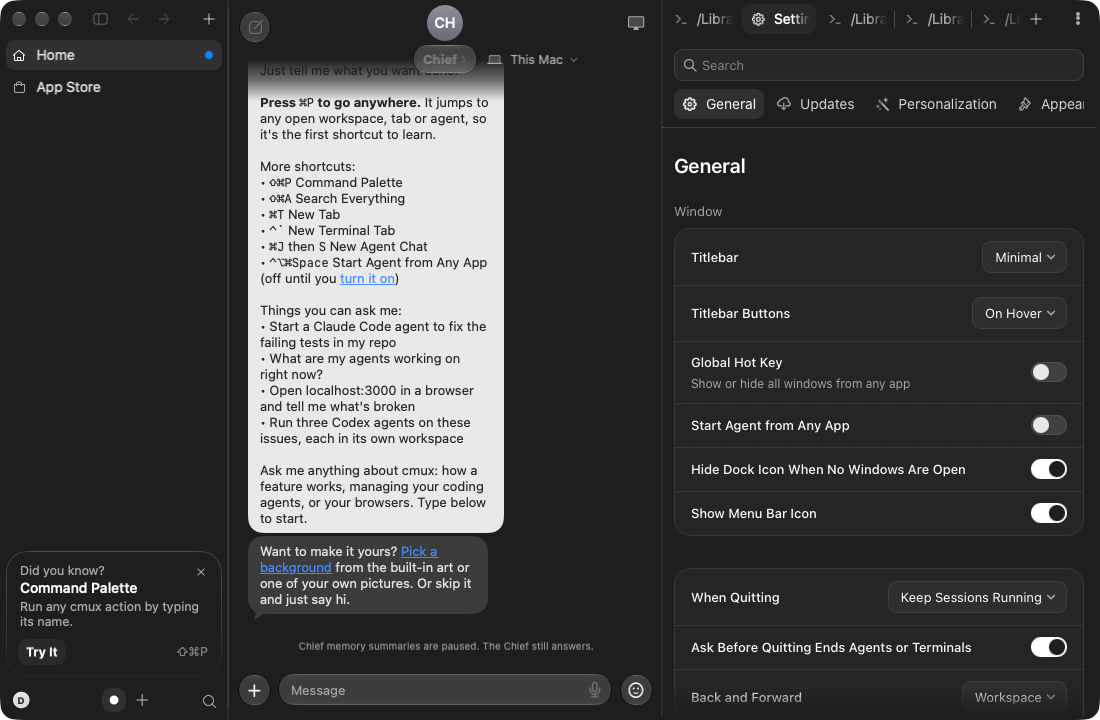 Home
App Store
Did you know?
Command Palette
Run any cmux action by typing
its name.
Try It
⇧⌘P
D
CH
Chief
This Mac
Just tell me what you want done.
Press ⌘P to go anywhere. It jumps to
any open workspace, tab or agent, so
it's the first shortcut to learn.
More shortcuts:
• ⇧⌘P Command Palette
• ⇧⌘A Search Everything
• ⌘T New Tab
• ^` New Terminal Tab
• ⌘J then S New Agent Chat
• ^⌥⌘Space Start Agent from Any App
(off until you turn it on)
Things you can ask me:
• Start a Claude Code agent to fix the
failing tests in my repo
• What are my agents working on
right now?
• Open localhost:3000 in a browser
and tell me what's broken
• Run three Codex agents on these
issues, each in its own workspace
Ask me anything about cmux: how a
feature works, managing your coding
agents, or your browsers. Type below
to start.
Want to make it yours? Pick a
background from the built-in art or
one of your own pictures. Or skip it
and just say hi.
Chief memory summaries are paused. The Chief still answers.
Message
/Libra Settin /Libra /Libra /Li
Search
General Updates Personalization Appear
General
Window
Titlebar Minimal
Titlebar Buttons On Hover
Global Hot Key
Show or hide all windows from any app
Start Agent from Any App
Hide Dock Icon When No Windows Are Open
Show Menu Bar Icon
When Quitting Keep Sessions Running
Ask Before Quitting Ends Agents or Terminals
Back and Forward Workspace